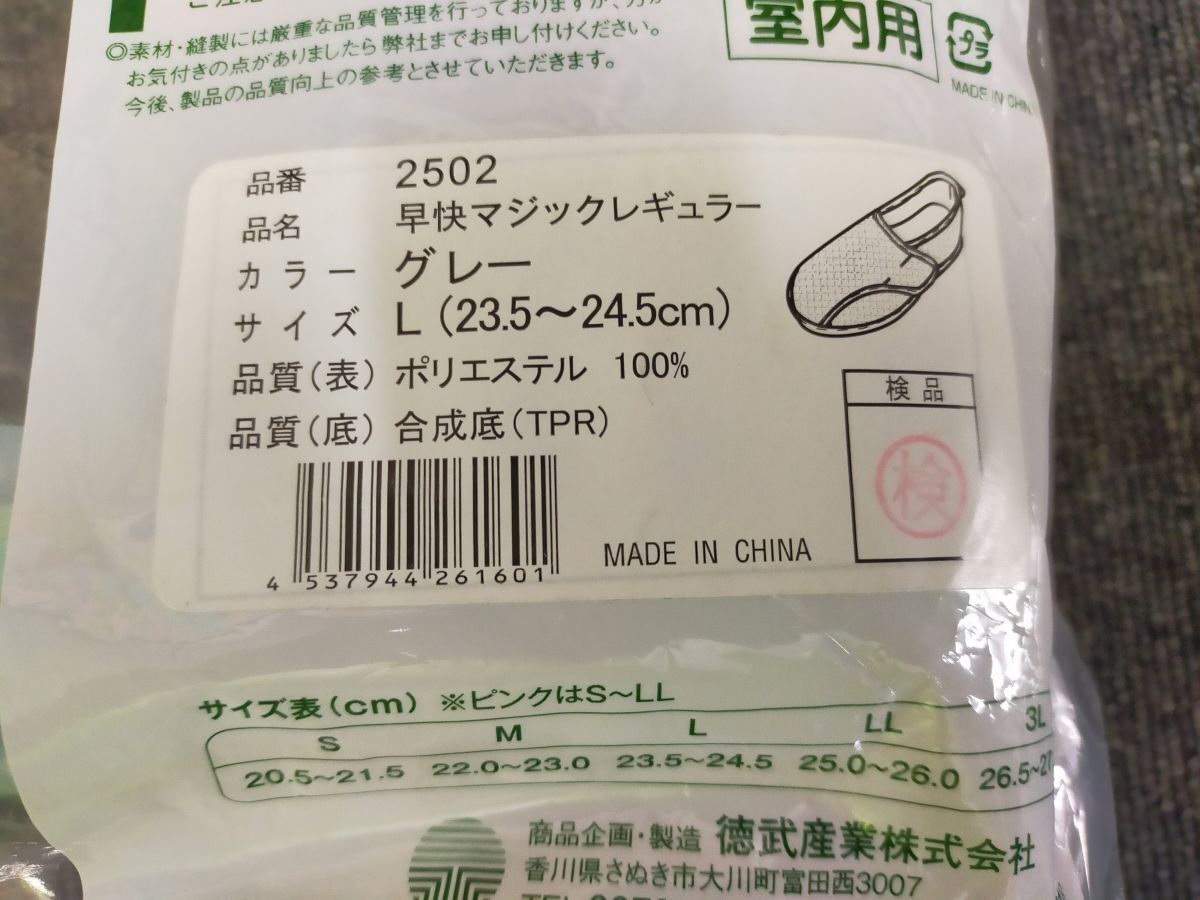 ◎素材・縫製には厳重な品質管理を行っておりますが、万が
お気付きの点がありましたら弊社までお申し付けください。
今後、製品の品質向上の参考とさせていただきます。
室内用
プラ
MADE IN CHIN
品番 2502
品名 早快マジックレギュラー
カラー グレー
サイズ L（23.5～24.5cm）
品質（表） ポリエステル 100%
品質（底） 合成底（TPR）
検品
検
4 537944 261601
MADE IN CHINA
サイズ表（cm） ※ピンクはS～LL
S M L LL 3L
20.5～21.5 22.0～23.0 23.5～24.5 25.0～26.0 26.5～27
商品企画・製造 徳武産業株式会社
香川県さぬき市大川町富田西3007